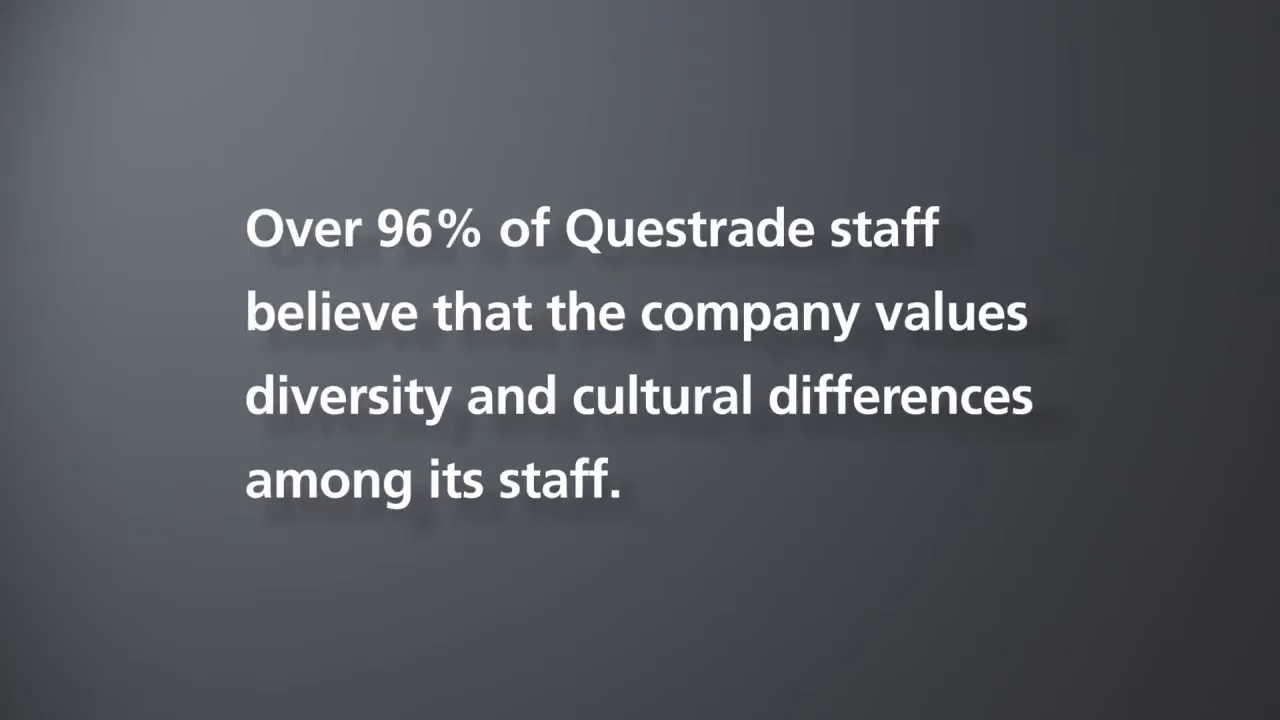 Over 96% of Questrade staff
believe that the company values
diversity and cultural differences
among its staff.